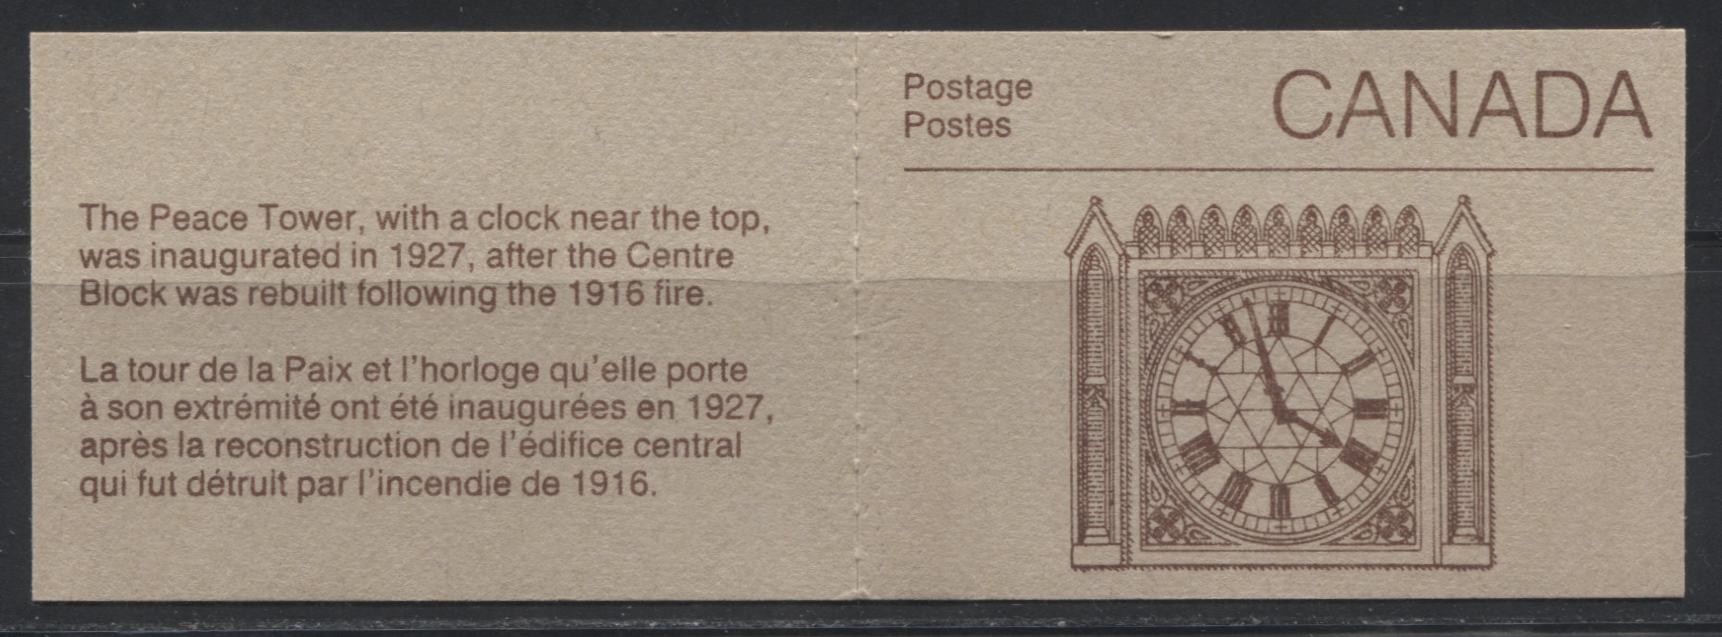 The Peace Tower, with a clock near the top,
was inaugurated in 1927, after the Centre
Block was rebuilt following the 1916 fire.
La tour de la Paix et l'horloge qu'elle porte
à son extrémité ont été inaugurées en 1927,
après la reconstruction de l'édifice central
qui fut détruit par l'incendie de 1916.
Postage
Postes
CANADA